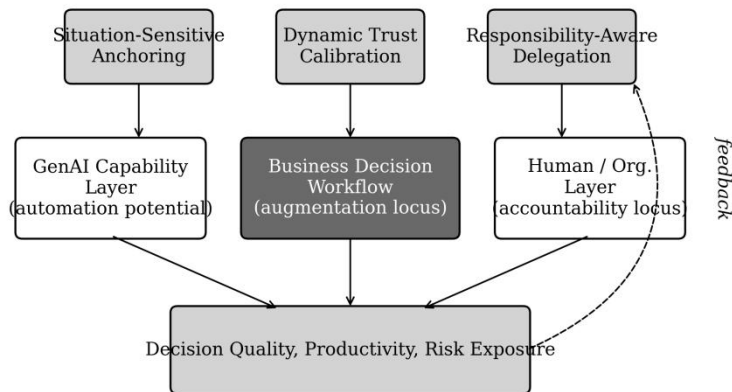 Situation-Sensitive
Anchoring
Dynamic Trust
Calibration
Responsibility-Aware
Delegation
GenAI Capability
Layer
(automation potential)
Business Decision
Workflow
(augmentation locus)
Human / Org.
Layer
(accountability locus)
feedback
Decision Quality, Productivity, Risk Exposure